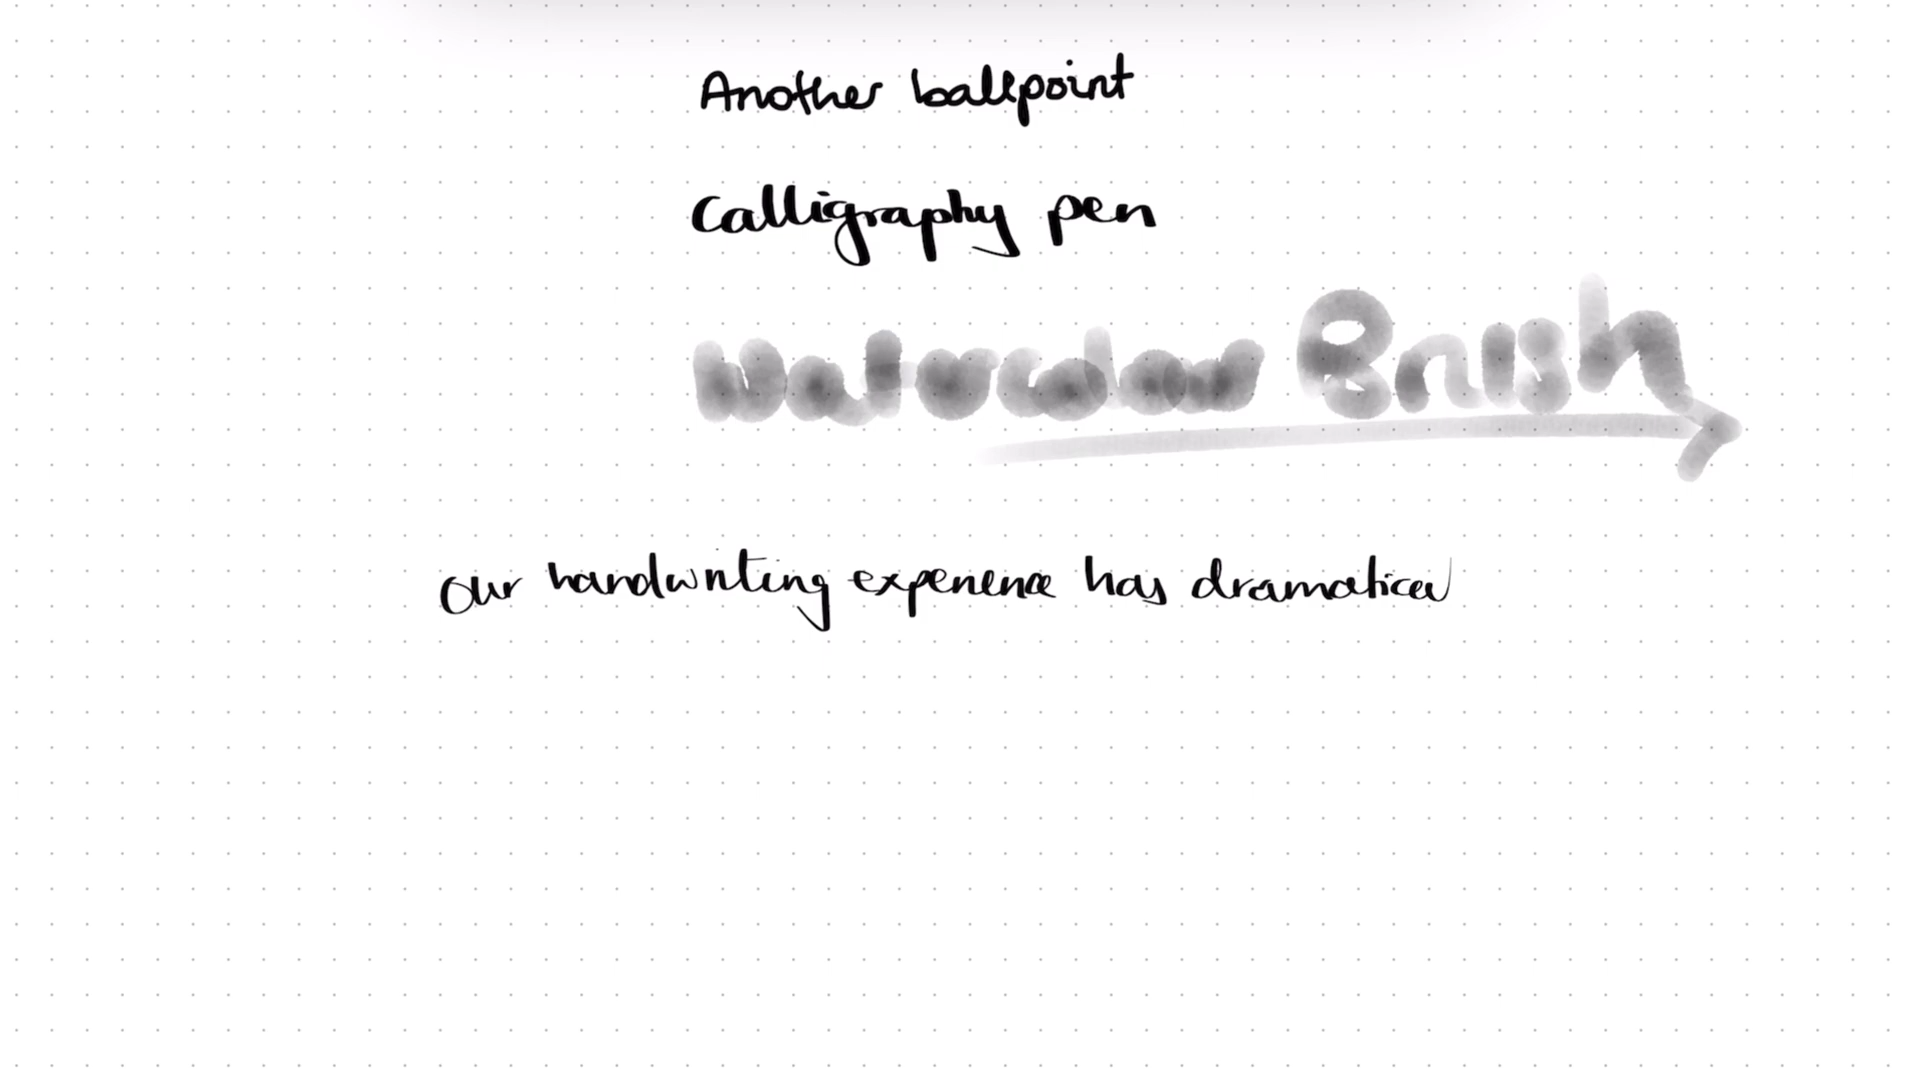 Another ballpoint
Calligraphy pen
Watercolour Brush
Our handwriting experience has dramatical